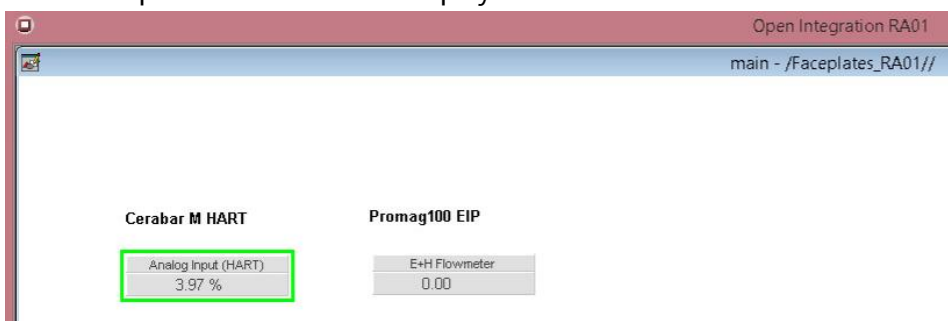 Open Integration RA01
main - /Faceplates_RA01//
Cerabar M HART
Promag100 EIP
Analog Input (HART)
3.97 %
E+H Flowmeter
0.00